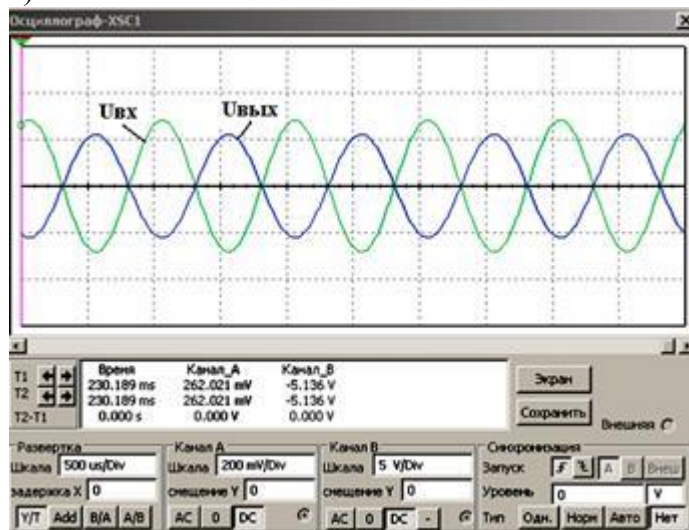 Осциллограф-XSC1
Uвх Uвых
Время Канал_A Канал_B
T1 230.189 ms 262.021 mV -5.136 V
T2 230.189 ms 262.021 mV -5.136 V
T2-T1 0.000 s 0.000 V 0.000 V
Экран
Сохранить
Внешняя
Развертка Канал A Канал B Синхронизация
Шкала 500 us/Div Шкала 200 mV/Div Шкала 5 V/Div Запуск A B Внеш
задержка X 0 смещение Y 0 смещение Y 0 Уровень 0 V
Y/T Add B/A A/B AC 0 DC AC 0 DC - Тип Одн. Норм Авто Нет